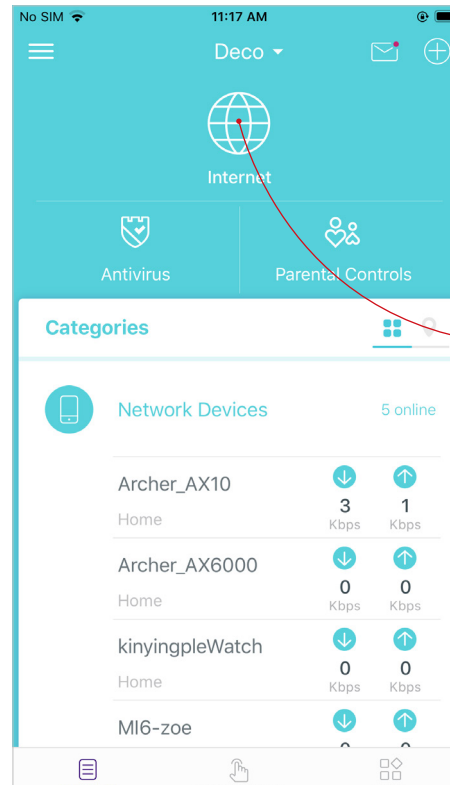 No SIM 11:17 AM
Deco
Internet
Antivirus Parental Controls
Categories
Network Devices 5 online
Archer_AX10
3 1
Home Kbps Kbps
Archer_AX6000
0 0
Home Kbps Kbps
kinyingpleWatch
0 0
Home Kbps Kbps
MI6-zoe